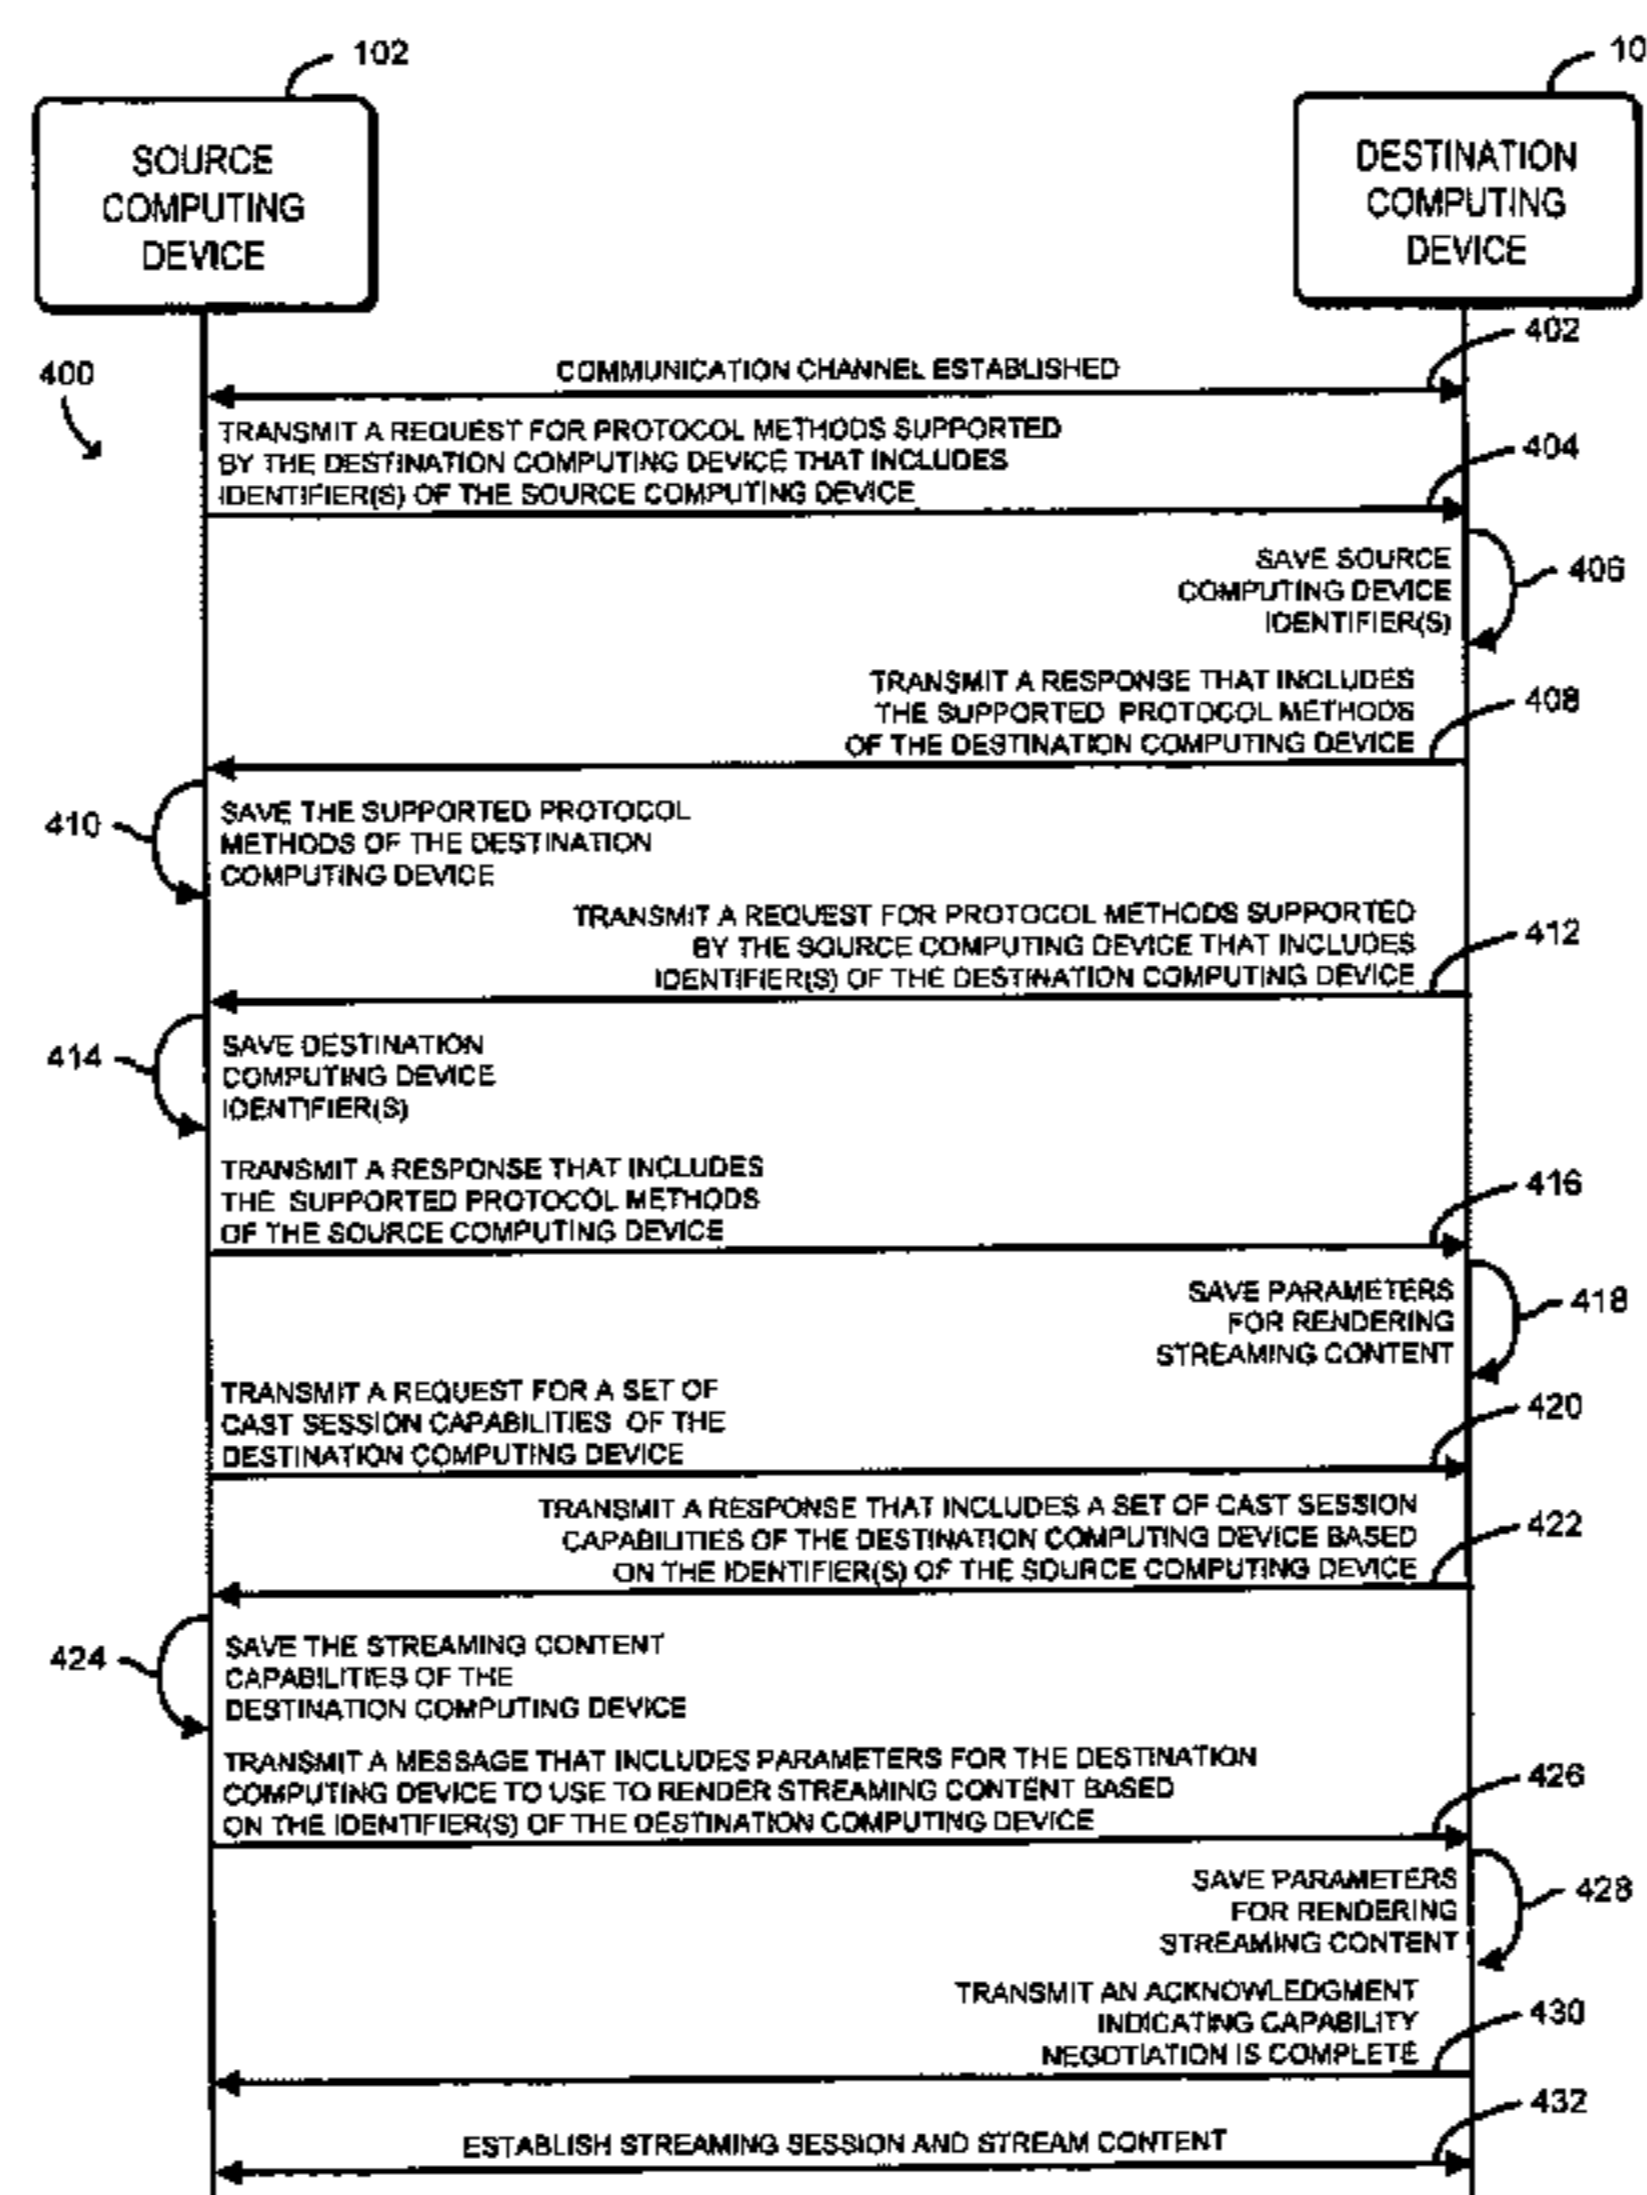 102
10
SOURCE
COMPUTING
DEVICE
DESTINATION
COMPUTING
DEVICE
400
COMMUNICATION CHANNEL ESTABLISHED
402
TRANSMIT A REQUEST FOR PROTOCOL METHODS SUPPORTED
BY THE DESTINATION COMPUTING DEVICE THAT INCLUDES
IDENTIFIER(S) OF THE SOURCE COMPUTING DEVICE
404
SAVE SOURCE
COMPUTING DEVICE
IDENTIFIER(S)
406
TRANSMIT A RESPONSE THAT INCLUDES
THE SUPPORTED PROTOCOL METHODS
OF THE DESTINATION COMPUTING DEVICE
408
410
SAVE THE SUPPORTED PROTOCOL
METHODS OF THE DESTINATION
COMPUTING DEVICE
TRANSMIT A REQUEST FOR PROTOCOL METHODS SUPPORTED
BY THE SOURCE COMPUTING DEVICE THAT INCLUDES
IDENTIFIER(S) OF THE DESTINATION COMPUTING DEVICE
412
414
SAVE DESTINATION
COMPUTING DEVICE
IDENTIFIER(S)
TRANSMIT A RESPONSE THAT INCLUDES
THE SUPPORTED PROTOCOL METHODS
OF THE SOURCE COMPUTING DEVICE
416
SAVE PARAMETERS
FOR RENDERING
STREAMING CONTENT
418
TRANSMIT A REQUEST FOR A SET OF
CAST SESSION CAPABILITIES OF THE
DESTINATION COMPUTING DEVICE
420
TRANSMIT A RESPONSE THAT INCLUDES A SET OF CAST SESSION
CAPABILITIES OF THE DESTINATION COMPUTING DEVICE BASED
ON THE IDENTIFIER(S) OF THE SOURCE COMPUTING DEVICE
422
424
SAVE THE STREAMING CONTENT
CAPABILITIES OF THE
DESTINATION COMPUTING DEVICE
TRANSMIT A MESSAGE THAT INCLUDES PARAMETERS FOR THE DESTINATION
COMPUTING DEVICE TO USE TO RENDER STREAMING CONTENT BASED
ON THE IDENTIFIER(S) OF THE DESTINATION COMPUTING DEVICE
426
SAVE PARAMETERS
FOR RENDERING
STREAMING CONTENT
428
TRANSMIT AN ACKNOWLEDGMENT
INDICATING CAPABILITY
NEGOTIATION IS COMPLETE
430
ESTABLISH STREAMING SESSION AND STREAM CONTENT
432